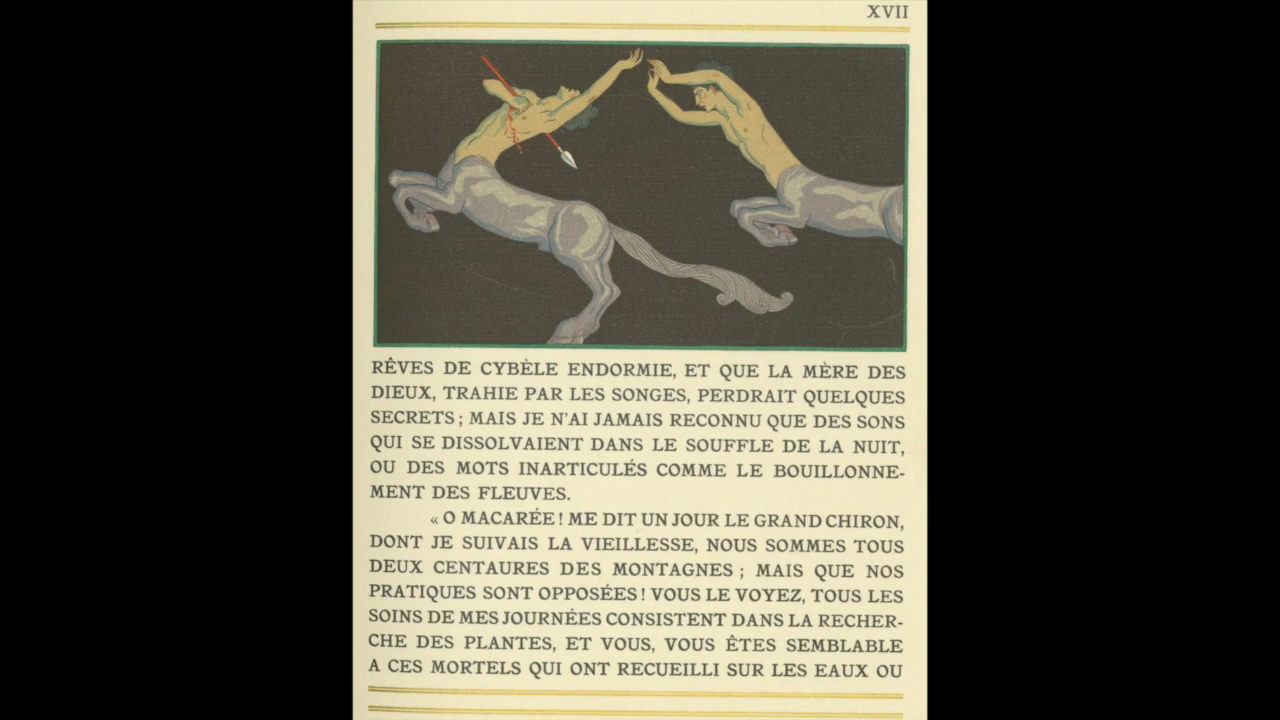 XVII
RÊVES DE CYBÈLE ENDORMIE, ET QUE LA MÈRE DES
DIEUX, TRAHIE PAR LES SONGES, PERDRAIT QUELQUES
SECRETS ; MAIS JE N'AI JAMAIS RECONNU QUE DES SONS
QUI SE DISSOLVAIENT DANS LE SOUFFLE DE LA NUIT,
OU DES MOTS INARTICULÉS COMME LE BOUILLONNE-
MENT DES FLEUVES.
« O MACARÉE ! ME DIT UN JOUR LE GRAND CHIRON,
DONT JE SUIVAIS LA VIEILLESSE, NOUS SOMMES TOUS
DEUX CENTAURES DES MONTAGNES ; MAIS QUE NOS
PRATIQUES SONT OPPOSÉES ! VOUS LE VOYEZ, TOUS LES
SOINS DE MES JOURNÉES CONSISTENT DANS LA RECHER-
CHE DES PLANTES, ET VOUS, VOUS ÊTES SEMBLABLE
A CES MORTELS QUI ONT RECUEILLI SUR LES EAUX OU